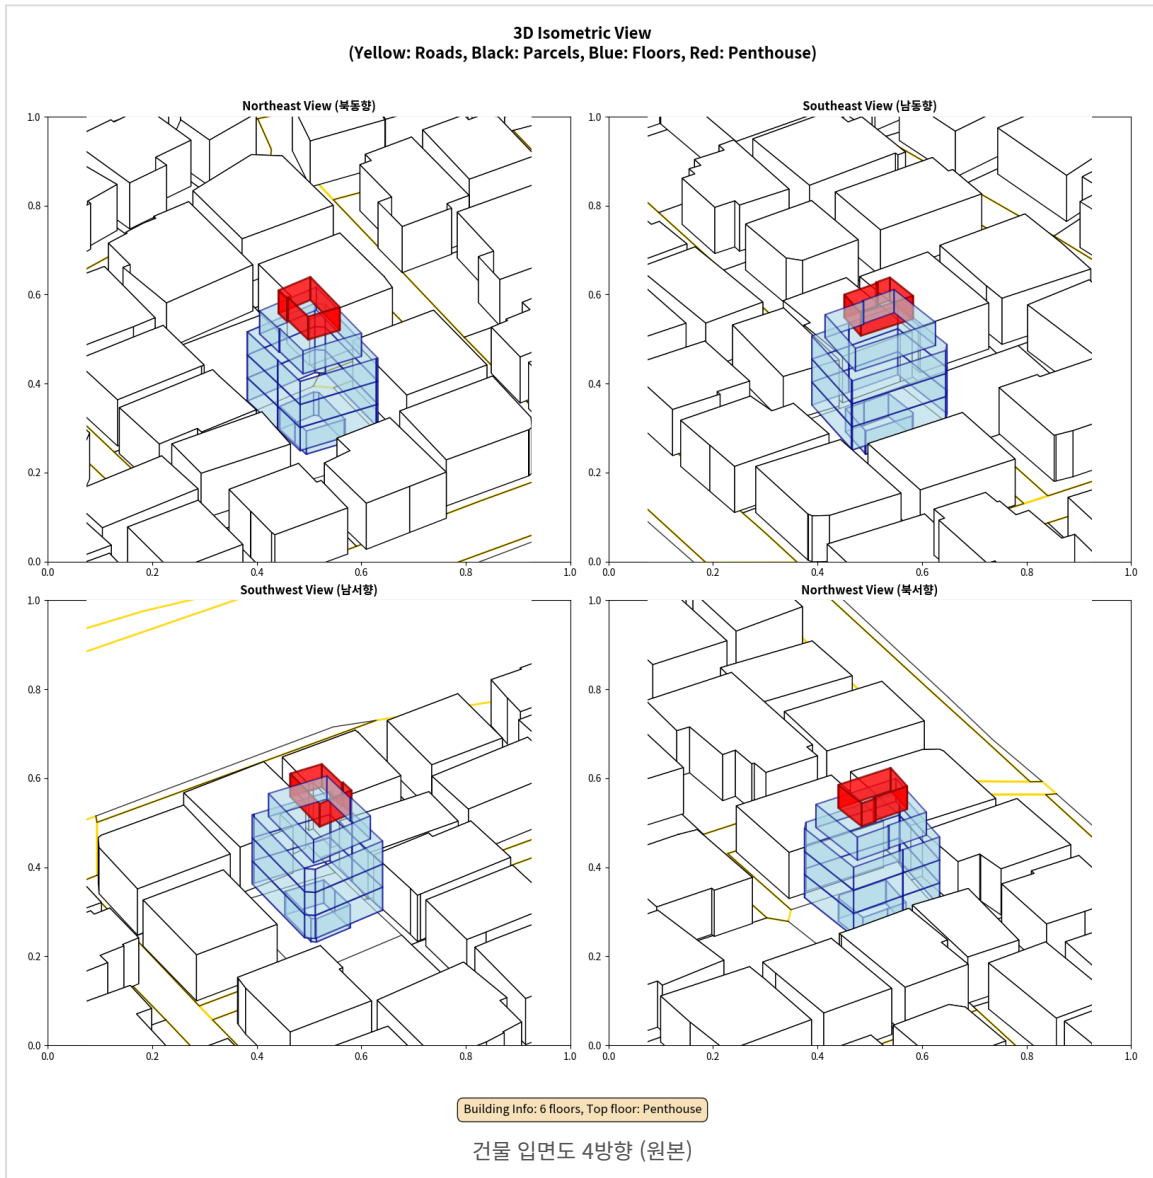 3D Isometric View
(Yellow: Roads, Black: Parcels, Blue: Floors, Red: Penthouse)
Northeast View (북동향)
1.0
0.8
0.6
0.4
0.2
0.0
0.0 0.2 0.4 0.6 0.8 1.0
Southeast View (남동향)
1.0
0.8
0.6
0.4
0.2
0.0
0.0 0.2 0.4 0.6 0.8 1.0
Southwest View (남서향)
1.0
0.8
0.6
0.4
0.2
0.0
0.0 0.2 0.4 0.6 0.8 1.0
Northwest View (북서향)
1.0
0.8
0.6
0.4
0.2
0.0
0.0 0.2 0.4 0.6 0.8 1.0
Building Info: 6 floors, Top floor: Penthouse
건물 입면도 4방향 (원본)